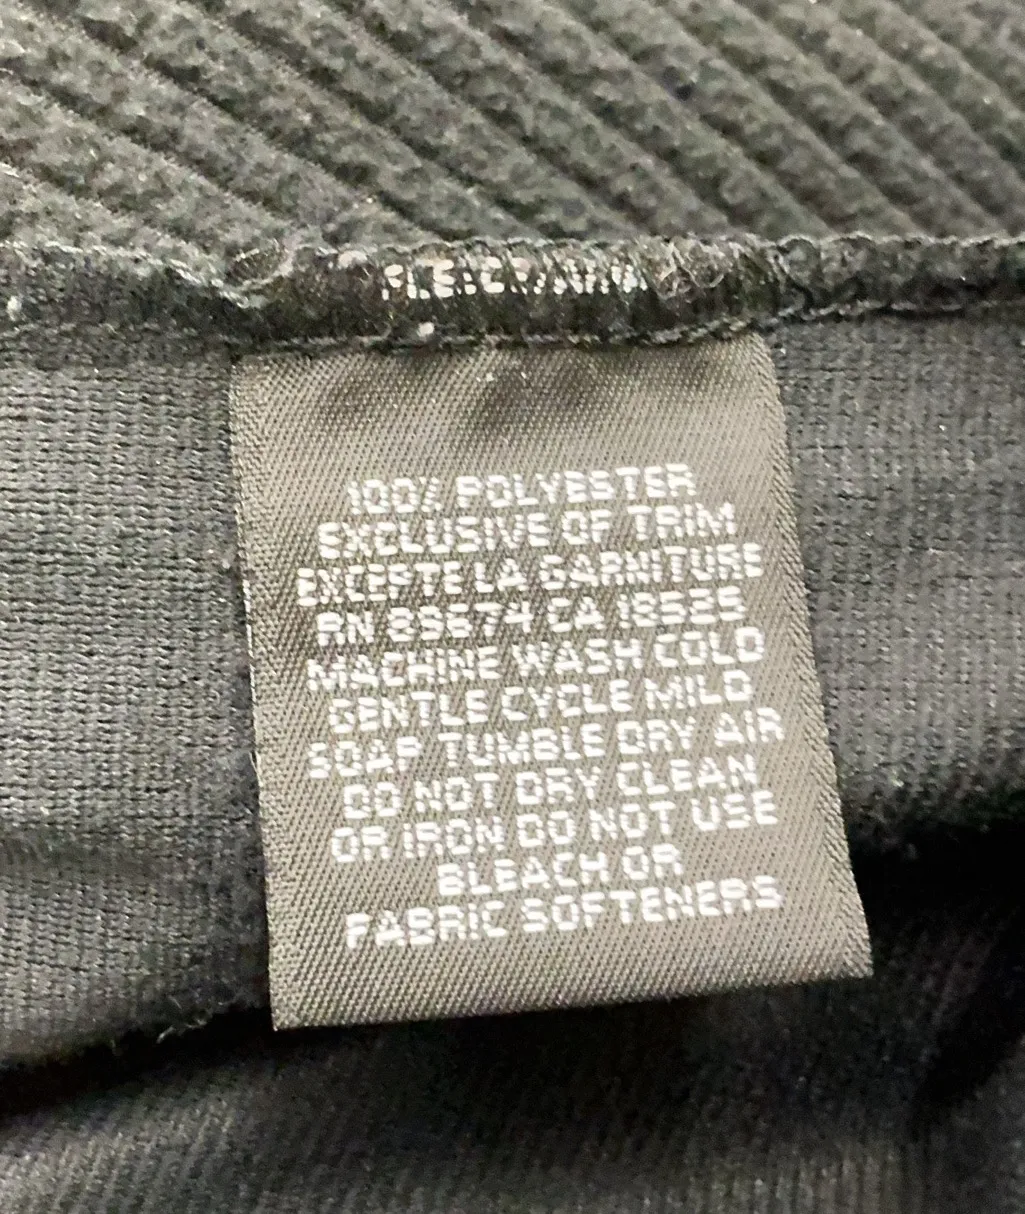 100% POLYESTER
EXCLUSIVE OF TRIM
EXCEPTE LA GARNITURE
RN 88674 CA 18525
MACHINE WASH COLD
GENTLE CYCLE MILD
SOAP TUMBLE DRY AIR
DO NOT DRY CLEAN
OR IRON DO NOT USE
BLEACH OR
FABRIC SOFTENERS